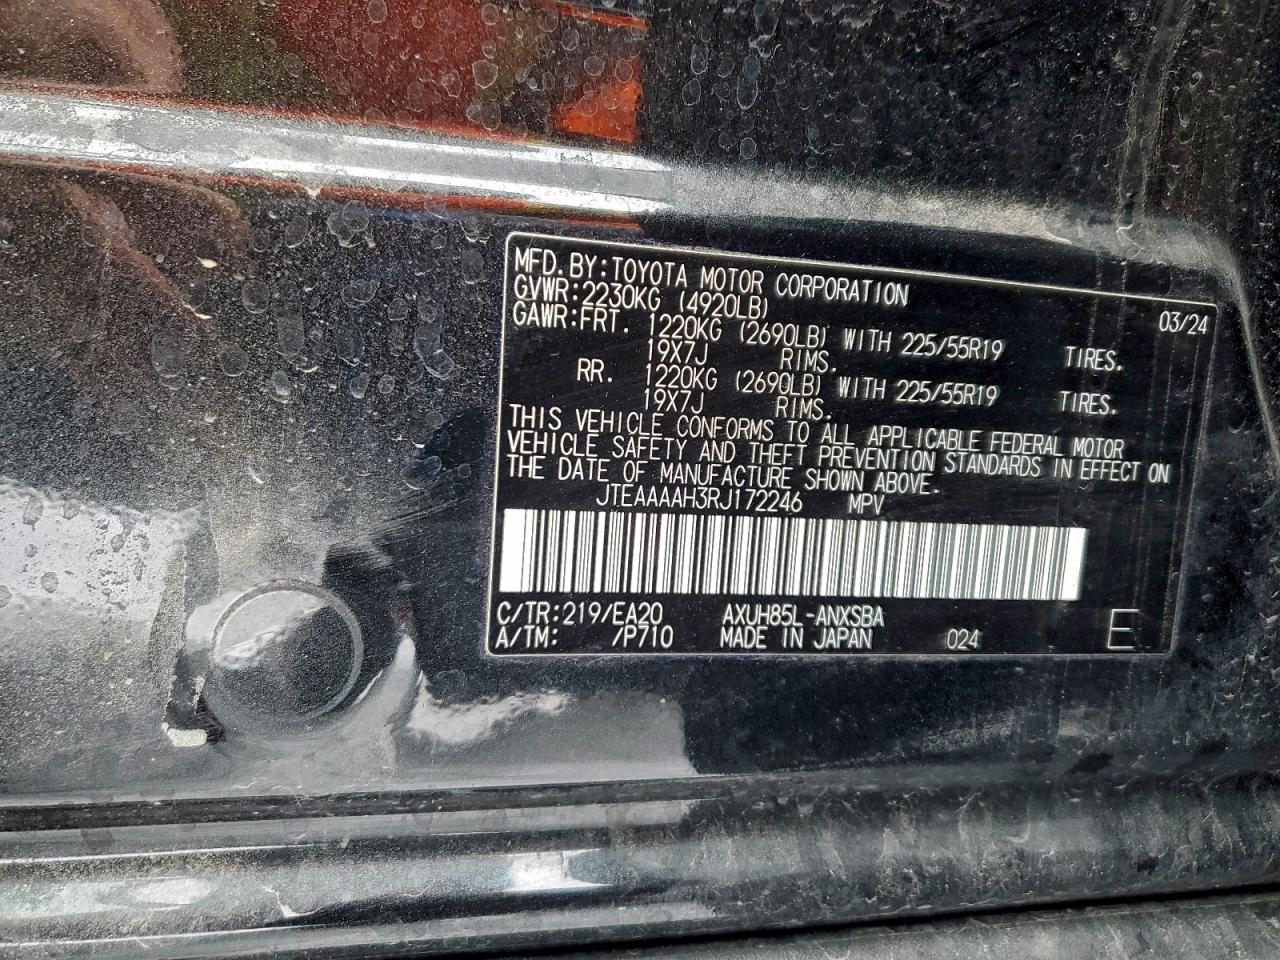 MFD.BY:TOYOTA MOTOR CORPORATION 03/24
GVWR:2230KG (4920LB)
GAWR:FRT. 1220KG (2690LB) WITH 225/55R19 TIRES.
19X7J RIMS.
RR. 1220KG (2690LB) WITH 225/55R19 TIRES.
19X7J RIMS.
THIS VEHICLE CONFORMS TO ALL APPLICABLE FEDERAL MOTOR
VEHICLE SAFETY AND THEFT PREVENTION STANDARDS IN EFFECT ON
THE DATE OF MANUFACTURE SHOWN ABOVE.
JTEAAAAH3RJ172246 MPV
C/TR:219/EA20 AXUH85L-ANXSBA
A/TM: /P710 MADE IN JAPAN 024 E